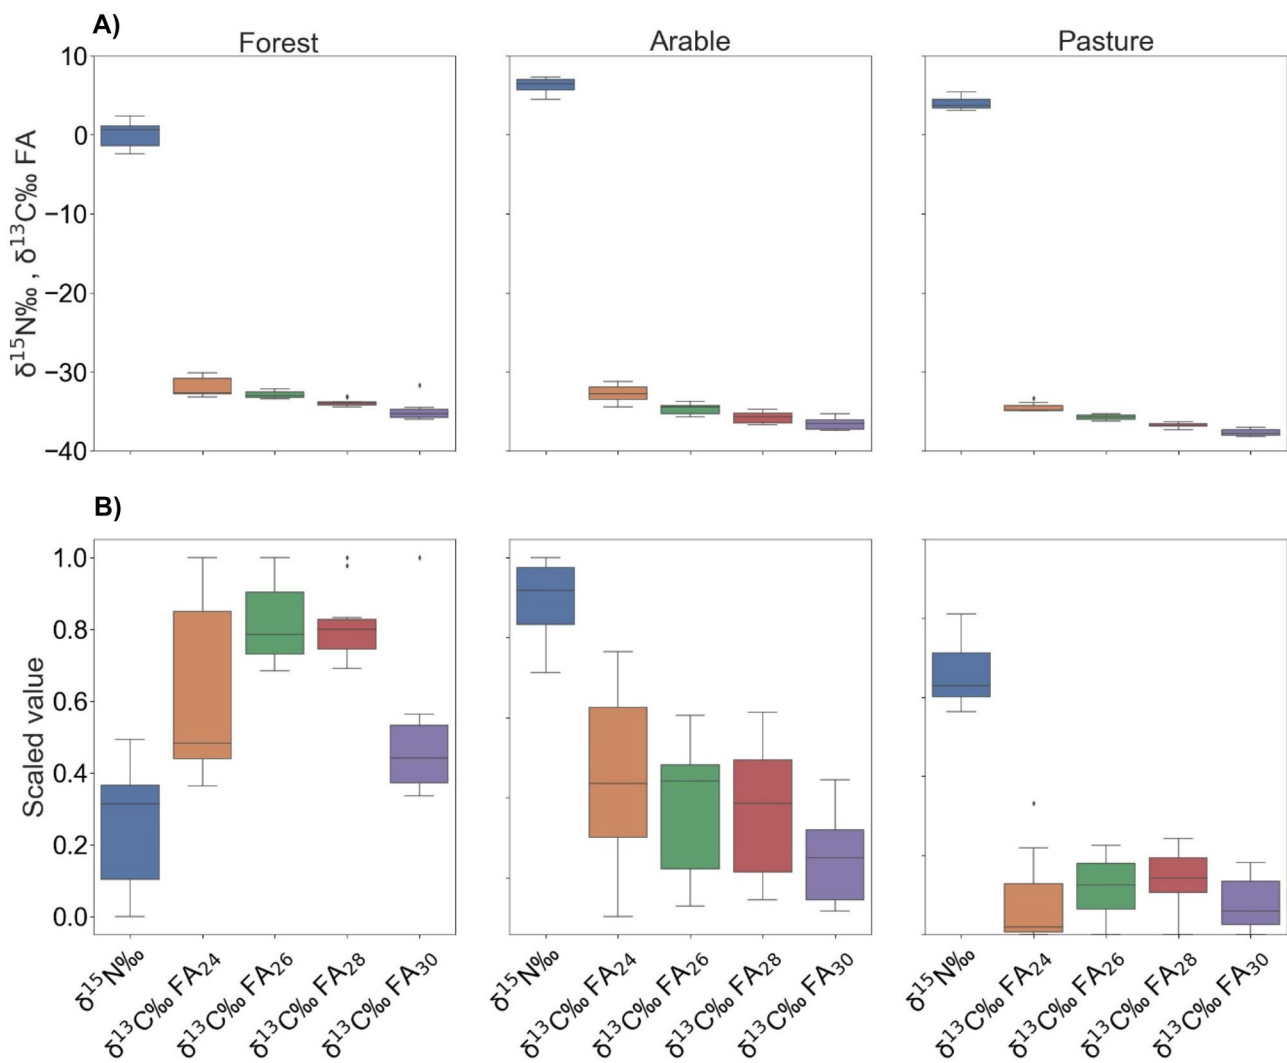 A)
Forest
Arable
Pasture
δ¹⁵N‰ , δ¹³C‰ FA
10
0
−10
−20
−30
−40
B)
Scaled value
1.0
0.8
0.6
0.4
0.2
0.0
δ¹⁵N‰
δ¹³C‰ FA₂₄
δ¹³C‰ FA₂₆
δ¹³C‰ FA₂₈
δ¹³C‰ FA₃₀
δ¹⁵N‰
δ¹³C‰ FA₂₄
δ¹³C‰ FA₂₆
δ¹³C‰ FA₂₈
δ¹³C‰ FA₃₀
δ¹⁵N‰
δ¹³C‰ FA₂₄
δ¹³C‰ FA₂₆
δ¹³C‰ FA₂₈
δ¹³C‰ FA₃₀